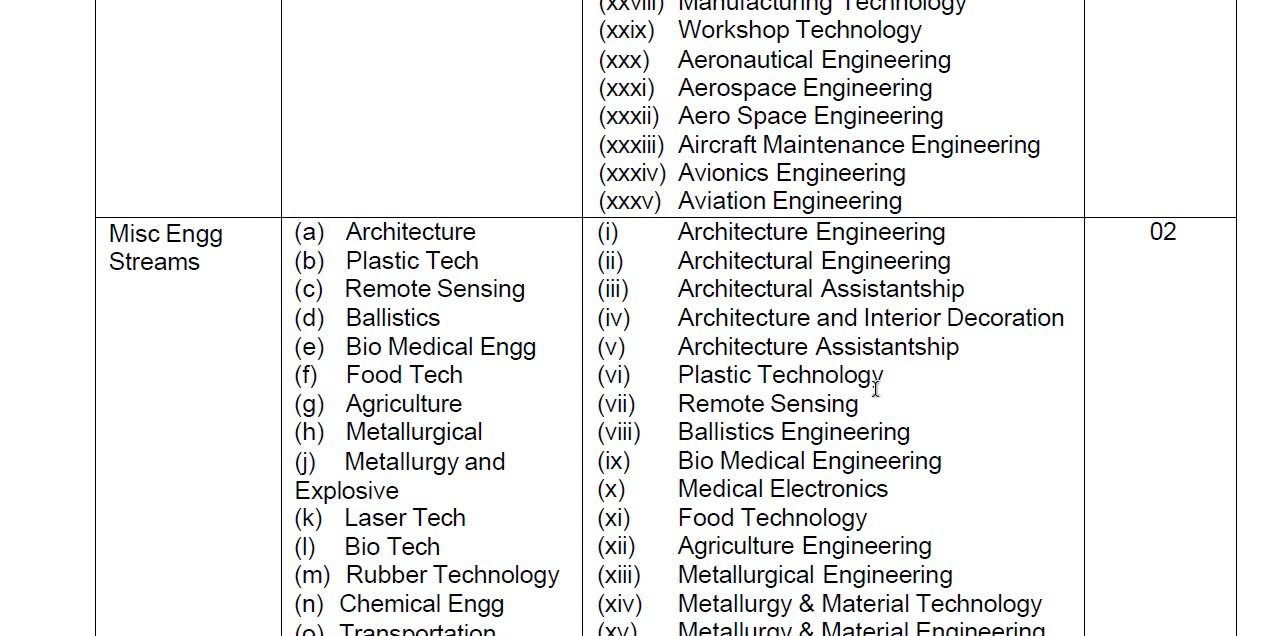 (xxviii) Manufacturing Technology
(xxix) Workshop Technology
(xxx) Aeronautical Engineering
(xxxi) Aerospace Engineering
(xxxii) Aero Space Engineering
(xxxiii) Aircraft Maintenance Engineering
(xxxiv) Avionics Engineering
(xxxv) Aviation Engineering
Misc Engg
Streams
(a) Architecture
(b) Plastic Tech
(c) Remote Sensing
(d) Ballistics
(e) Bio Medical Engg
(f) Food Tech
(g) Agriculture
(h) Metallurgical
(j) Metallurgy and
Explosive
(k) Laser Tech
(l) Bio Tech
(m) Rubber Technology
(n) Chemical Engg
(o) Transportation
(i) Architecture Engineering
(ii) Architectural Engineering
(iii) Architectural Assistantship
(iv) Architecture and Interior Decoration
(v) Architecture Assistantship
(vi) Plastic Technology
(vii) Remote Sensing
(viii) Ballistics Engineering
(ix) Bio Medical Engineering
(x) Medical Electronics
(xi) Food Technology
(xii) Agriculture Engineering
(xiii) Metallurgical Engineering
(xiv) Metallurgy & Material Technology
(xv) Metallurgy & Material Engineering
02